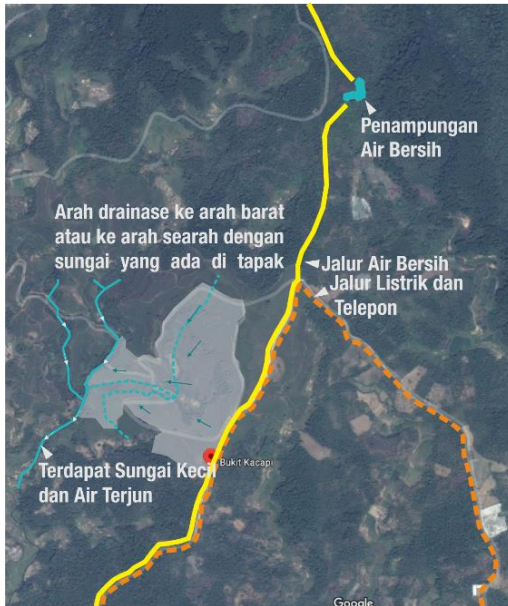 Penampungan
Air Bersih
Arah drainase ke arah barat
atau ke arah searah dengan
sungai yang ada di tapak
Jalur Air Bersih
Jalur Listrik dan
Telepon
Bukit Kacapi
Terdapat Sungai Kecil
dan Air Terjun
Google